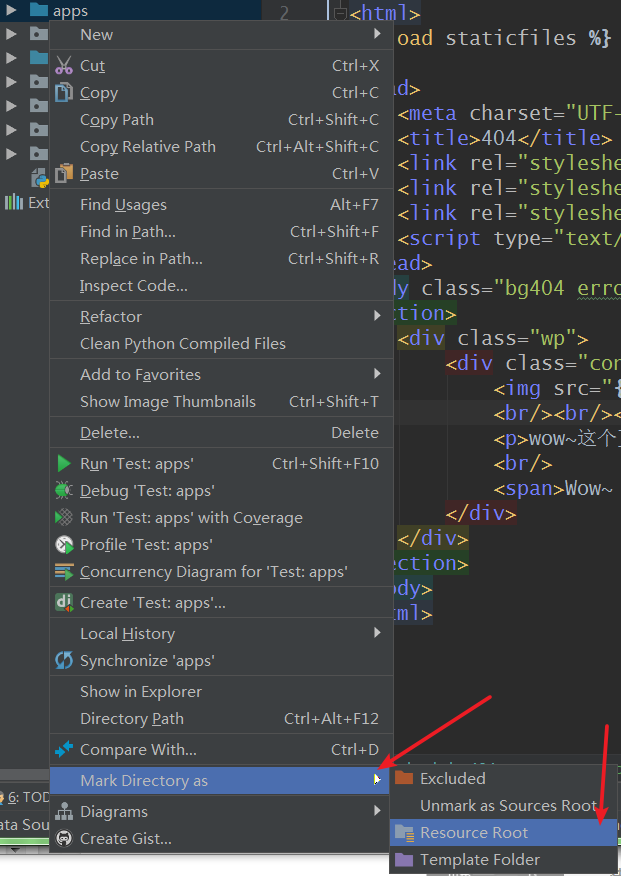 apps
2
<html>
New
oad staticfiles %}
Cut Ctrl+X
ad>
Copy Ctrl+C
<meta charset="UTF-
Copy Path Ctrl+Shift+C
<title>404</title>
Copy Relative Path Ctrl+Alt+Shift+C
<link rel="styleshe
Paste Ctrl+V
<link rel="styleshe
Ext
Find Usages Alt+F7
<link rel="styleshe
Find in Path... Ctrl+Shift+F
<script type="text/
Replace in Path... Ctrl+Shift+R
ead>
Inspect Code...
dy class="bg404 erro
Refactor
ction>
Clean Python Compiled Files
<div class="wp">
Add to Favorites
<div class="con
Show Image Thumbnails Ctrl+Shift+T
<img src="{
<br/><br/><
Delete... Delete
<p>wow~这个
Run 'Test: apps' Ctrl+Shift+F10
<br/>
Debug 'Test: apps'
<span>Wow~
Run 'Test: apps' with Coverage
</div>
Profile 'Test: apps'
</div>
Concurrency Diagram for 'Test: apps'
ection>
dy>
Create 'Test: apps'...
ml>
Local History
Synchronize 'apps'
Show in Explorer
Directory Path Ctrl+Alt+F12
Compare With... Ctrl+D
Mark Directory as
Excluded
6: TOD
Unmark as Sources Root
Diagrams
ata Sou
Resource Root
Create Gist...
Template Folder